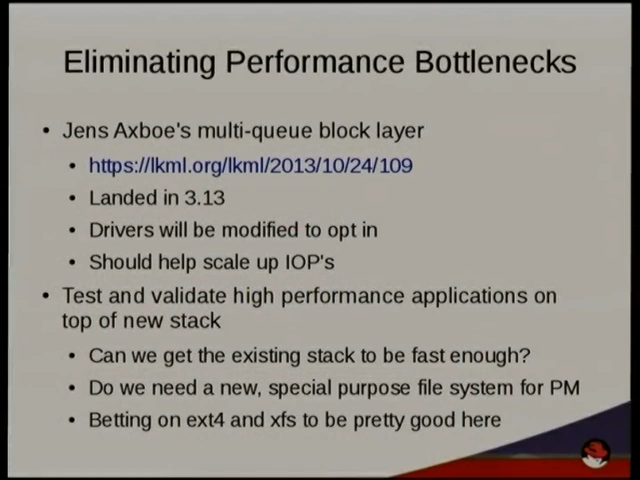 Eliminating Performance Bottlenecks
• Jens Axboe's multi-queue block layer
• https://lkml.org/lkml/2013/10/24/109
• Landed in 3.13
• Drivers will be modified to opt in
• Should help scale up IOP's
• Test and validate high performance applications on
top of new stack
• Can we get the existing stack to be fast enough?
• Do we need a new, special purpose file system for PM
• Betting on ext4 and xfs to be pretty good here